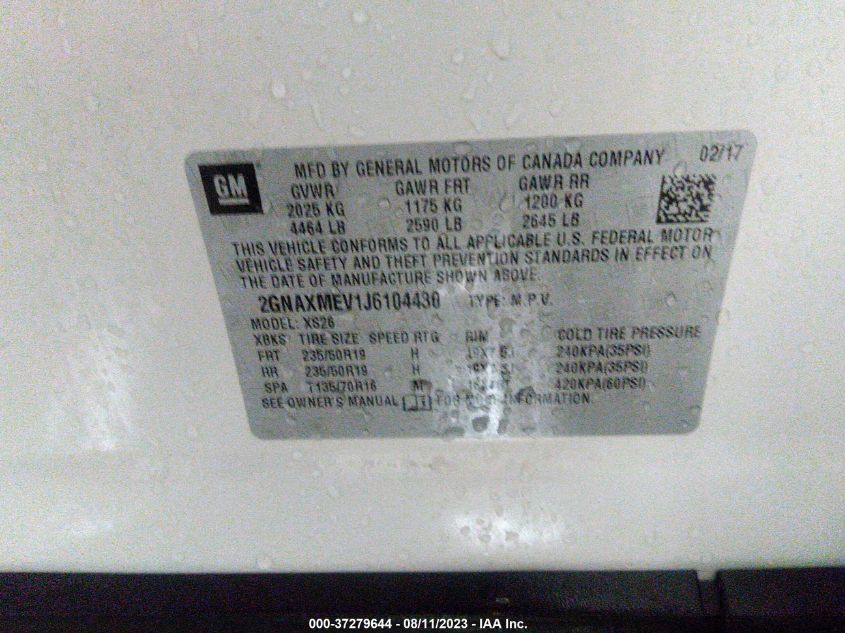 GM
MFD BY GENERAL MOTORS OF CANADA COMPANY 02/17
GVWR GAWR FRT GAWR RR
2025 KG 1175 KG 1200 KG
4464 LB 2590 LB 2645 LB
THIS VEHICLE CONFORMS TO ALL APPLICABLE U.S. FEDERAL MOTOR
VEHICLE SAFETY AND THEFT PREVENTION STANDARDS IN EFFECT ON
THE DATE OF MANUFACTURE SHOWN ABOVE.
2GNAXMEV1J6104430 TYPE: M.P.V.
MODEL: XS26
XBKS TIRE SIZE SPEED RTG RIM COLD TIRE PRESSURE
FRT 235/50R19 H 19X7.5J 240KPA(35PSI)
RR 235/50R19 H 19X7.5J 240KPA(35PSI)
SPA T135/70R16 M 420KPA(60PSI)
SEE OWNER'S MANUAL FOR MORE INFORMATION.
000-37279644 - 08/11/2023 - IAA Inc.